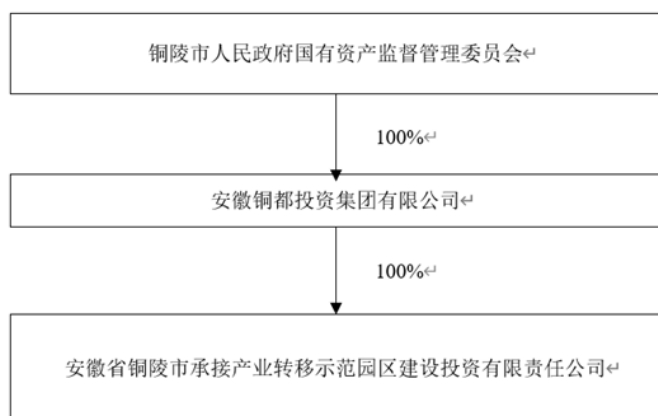 铜陵市人民政府国有资产监督管理委员会↵
100%↵
安徽铜都投资集团有限公司↵
100%↵
安徽省铜陵市承接产业转移示范园区建设投资有限责任公司↵